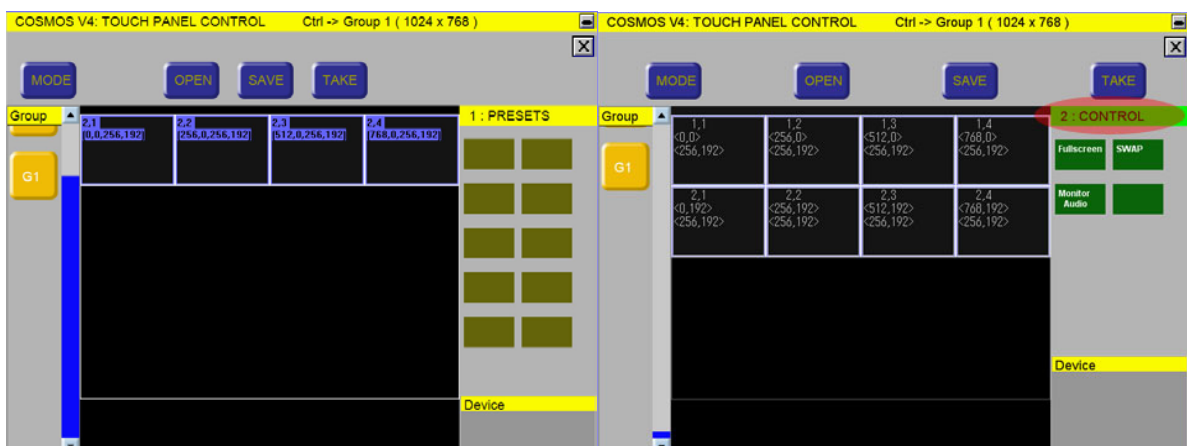 COSMOS V4: TOUCH PANEL CONTROL Ctrl -> Group 1 ( 1024 x 768 )
X
MODE OPEN SAVE TAKE
Group
G1
2,1 2,2 2,3 2,4
[0,0,256,192] [256,0,256,192] [512,0,256,192] [768,0,256,192]
1 : PRESETS
Device
COSMOS V4: TOUCH PANEL CONTROL Ctrl -> Group 1 ( 1024 x 768 )
X
MODE OPEN SAVE TAKE
Group
G1
1,1 1,2 1,3 1,4
<0,0> <256,0> <512,0> <768,0>
<256,192> <256,192> <256,192> <256,192>
2,1 2,2 2,3 2,4
<0,192> <256,192> <512,192> <768,192>
<256,192> <256,192> <256,192> <256,192>
2 : CONTROL
Fullscreen SWAP
Monitor
Audio
Device